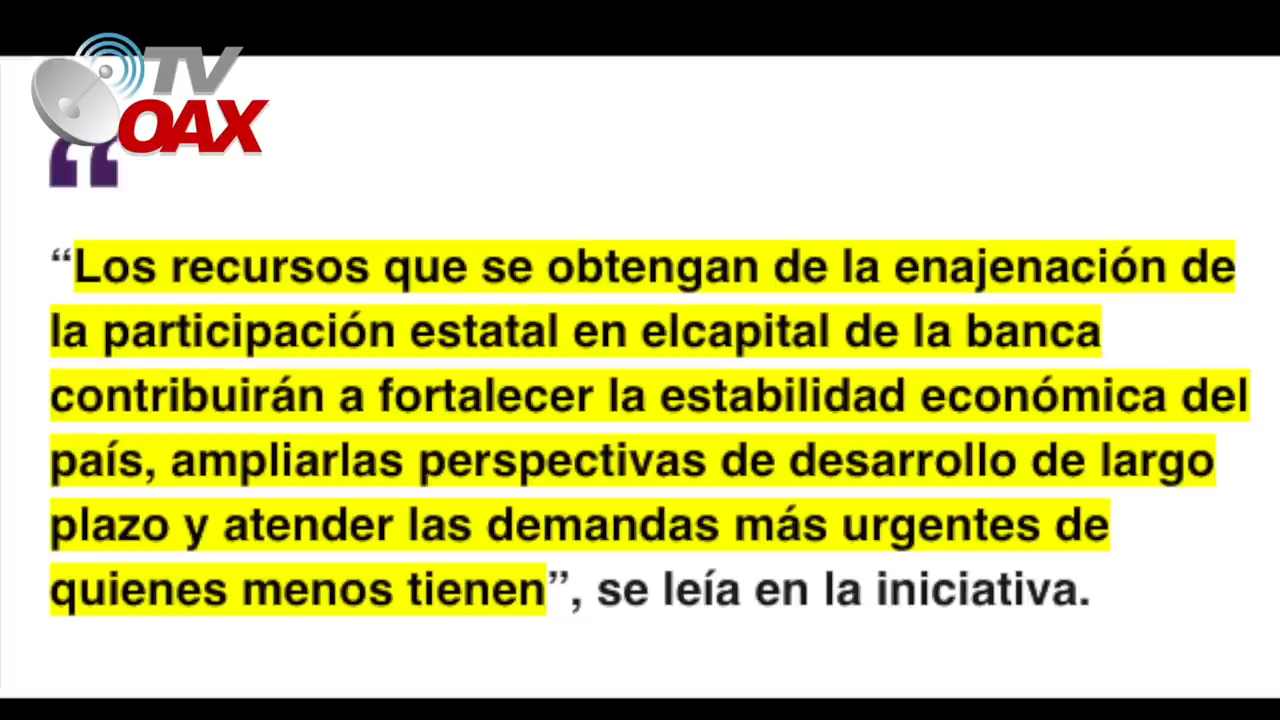 TV
OAX
“
“Los recursos que se obtengan de la enajenación de
la participación estatal en elcapital de la banca
contribuirán a fortalecer la estabilidad económica del
país, ampliarlas perspectivas de desarrollo de largo
plazo y atender las demandas más urgentes de
quienes menos tienen”, se leía en la iniciativa.